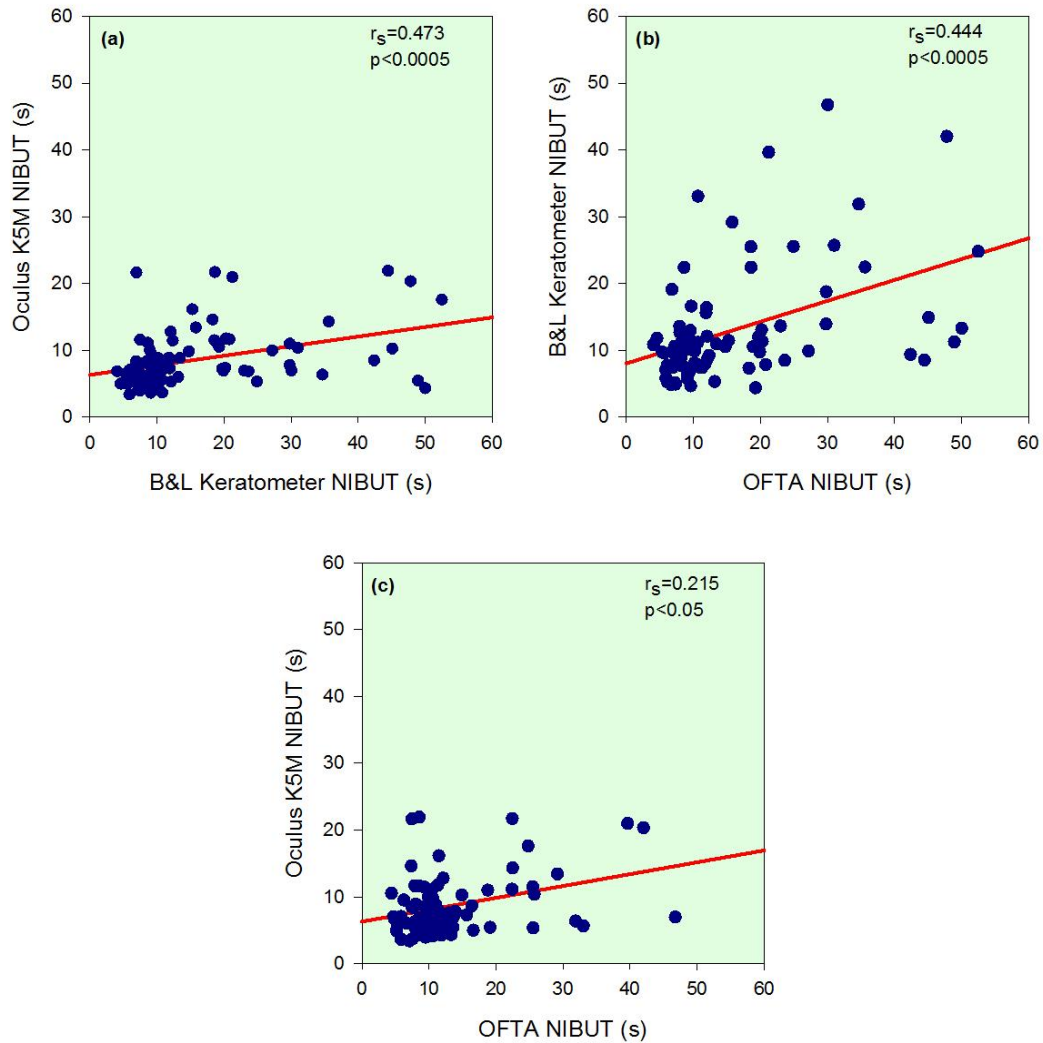 (a)
rs=0.473
p<0.0005
Oculus K5M NIBUT (s)
60
50
40
30
20
10
0
0 10 20 30 40 50 60
B&L Keratometer NIBUT (s)
(b)
rs=0.444
p<0.0005
B&L Keratometer NIBUT (s)
60
50
40
30
20
10
0
0 10 20 30 40 50 60
OFTA NIBUT (s)
(c)
rs=0.215
p<0.05
Oculus K5M NIBUT (s)
60
50
40
30
20
10
0
0 10 20 30 40 50 60
OFTA NIBUT (s)